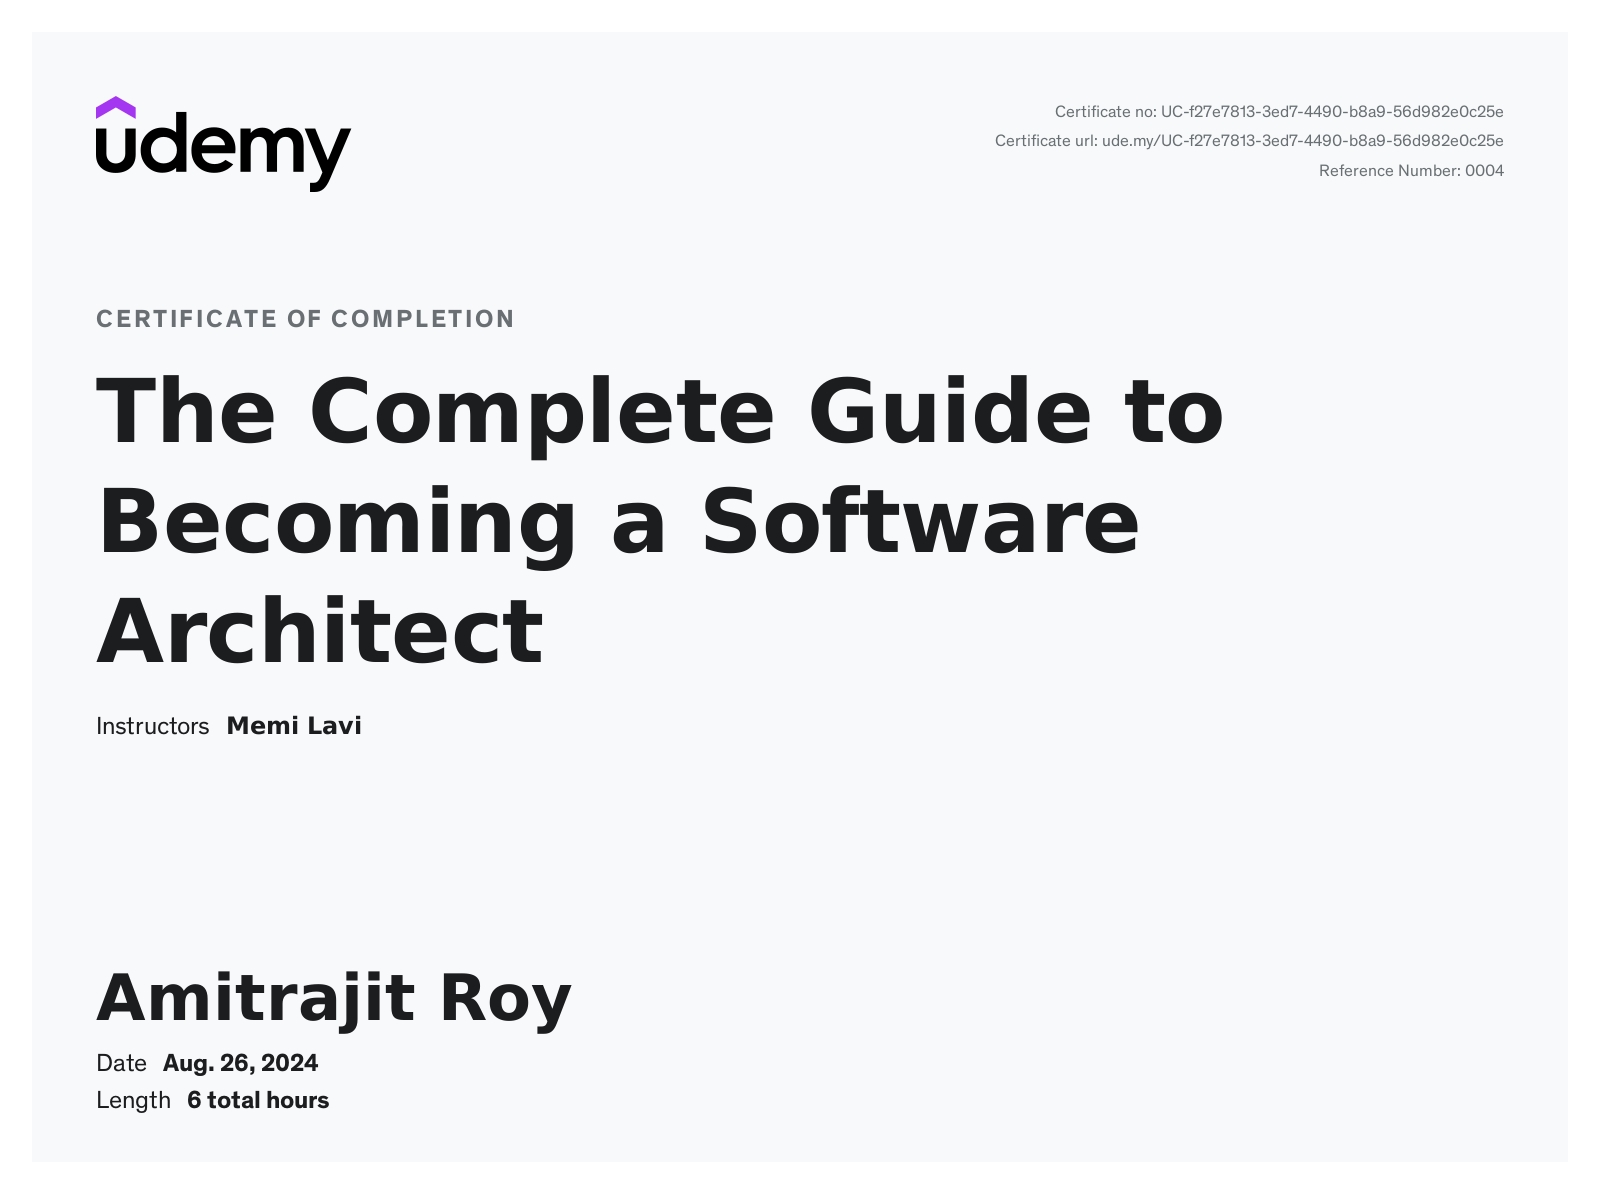 udemy
Certificate no: UC-f27e7813-3ed7-4490-b8a9-56d982e0c25e
Certificate url: ude.my/UC-f27e7813-3ed7-4490-b8a9-56d982e0c25e
Reference Number: 0004
CERTIFICATE OF COMPLETION
The Complete Guide to
Becoming a Software
Architect
Instructors Memi Lavi
Amitrajit Roy
Date Aug. 26, 2024
Length 6 total hours